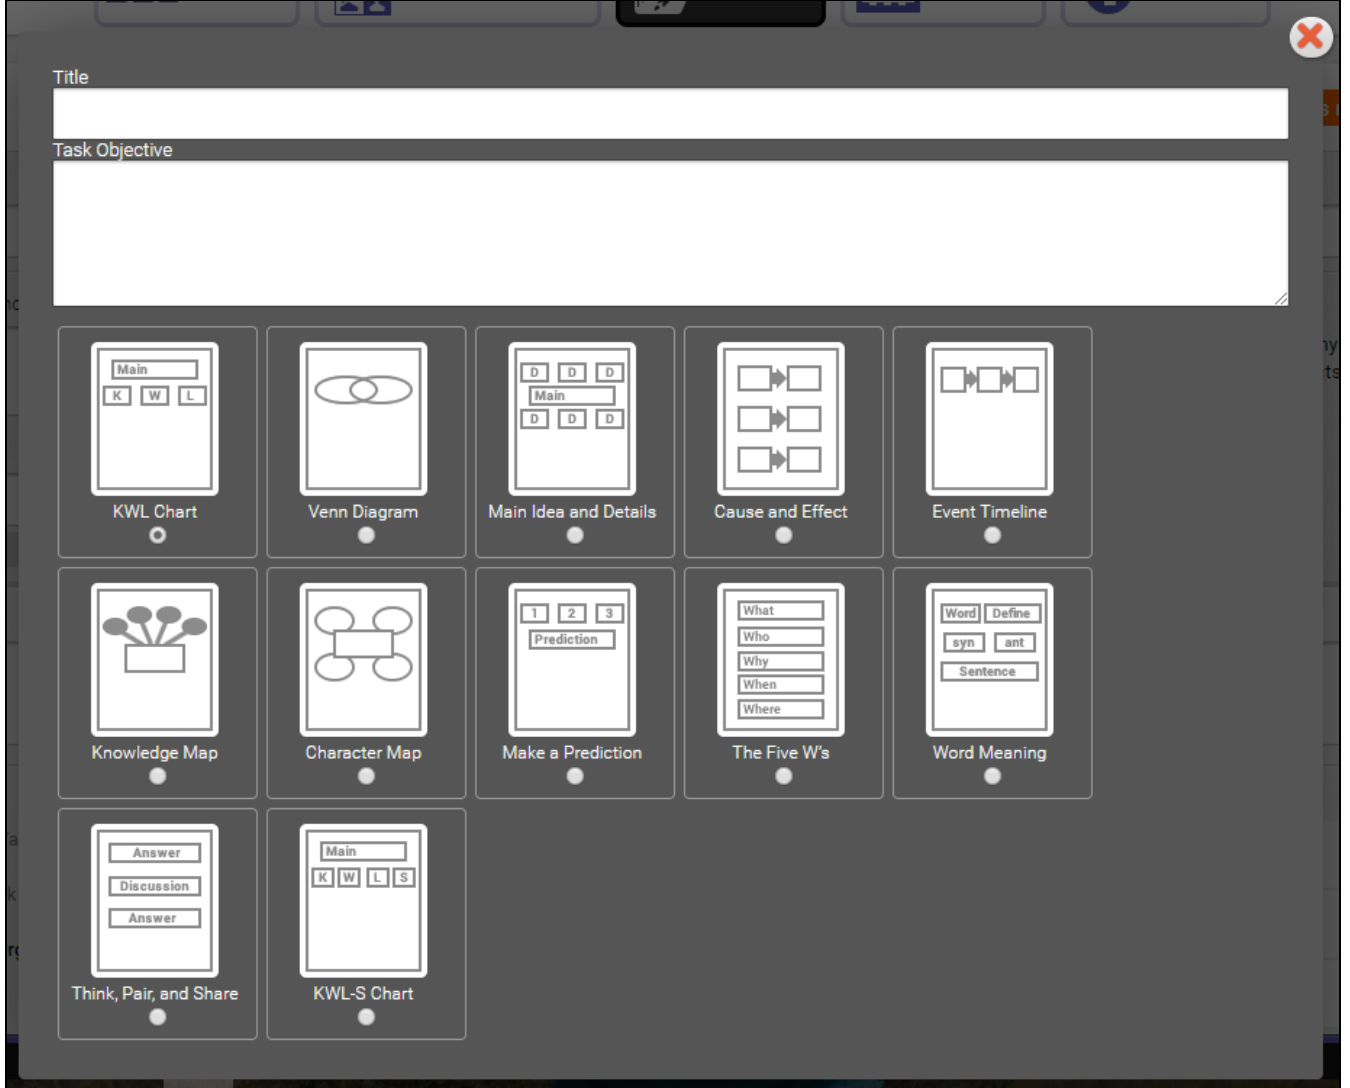 Title
Task Objective
Main
K W L
KWL Chart
Venn Diagram
D D D
Main
D D D
Main Idea and Details
Cause and Effect
Event Timeline
Knowledge Map
Character Map
1 2 3
Prediction
Make a Prediction
What
Who
Why
When
Where
The Five W's
Word Define
syn ant
Sentence
Word Meaning
Answer
Discussion
Answer
Think, Pair, and Share
Main
K W L S
KWL-S Chart